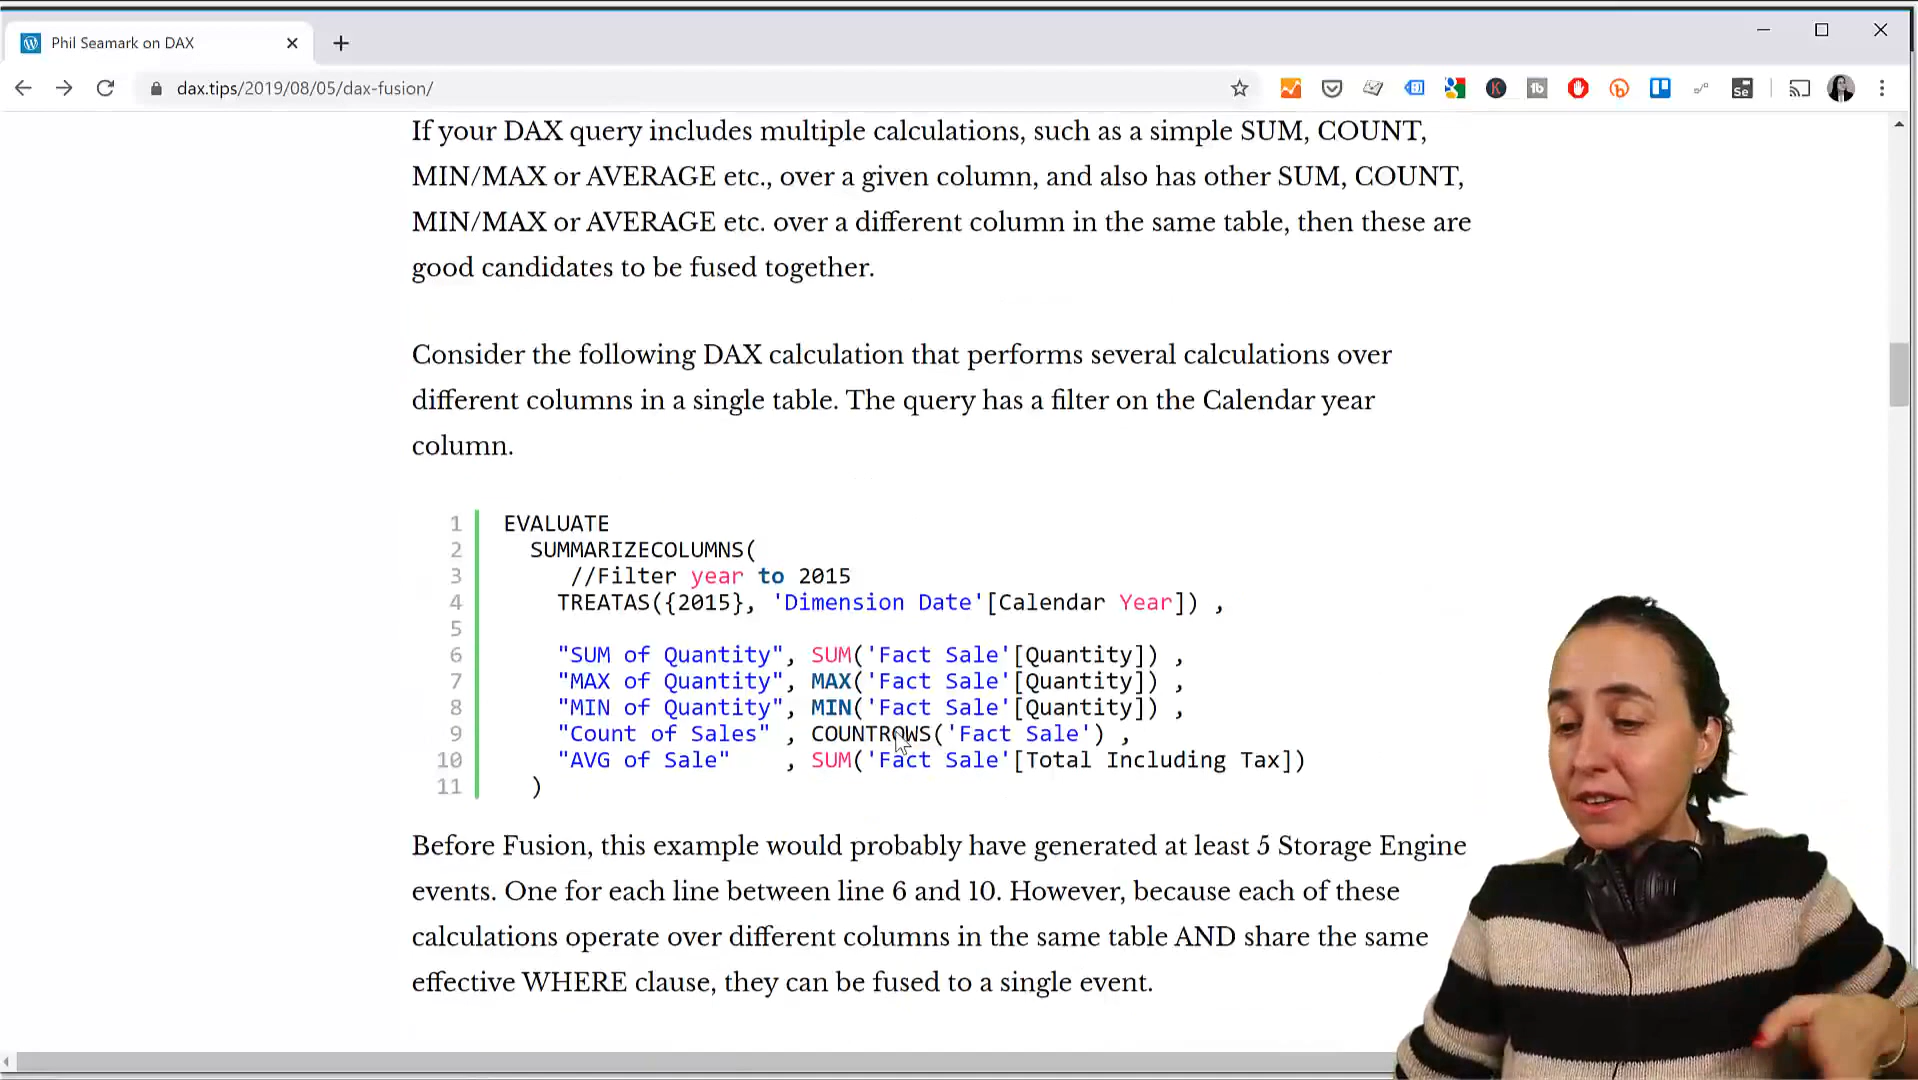 Phil Seamark on DAX
dax.tips/2019/08/05/dax-fusion/
If your DAX query includes multiple calculations, such as a simple SUM, COUNT,
MIN/MAX or AVERAGE etc., over a given column, and also has other SUM, COUNT,
MIN/MAX or AVERAGE etc. over a different column in the same table, then these are
good candidates to be fused together.
Consider the following DAX calculation that performs several calculations over
different columns in a single table. The query has a filter on the Calendar year
column.
1 EVALUATE
2 SUMMARIZECOLUMNS(
3 //Filter year to 2015
4 TREATAS({2015}, 'Dimension Date'[Calendar Year]) ,
5
6 "SUM of Quantity", SUM('Fact Sale'[Quantity]) ,
7 "MAX of Quantity", MAX('Fact Sale'[Quantity]) ,
8 "MIN of Quantity", MIN('Fact Sale'[Quantity]) ,
9 "Count of Sales" , COUNTROWS('Fact Sale') ,
10 "AVG of Sale" , SUM('Fact Sale'[Total Including Tax])
11 )
Before Fusion, this example would probably have generated at least 5 Storage Engine
events. One for each line between line 6 and 10. However, because each of these
calculations operate over different columns in the same table AND share the same
effective WHERE clause, they can be fused to a single event.